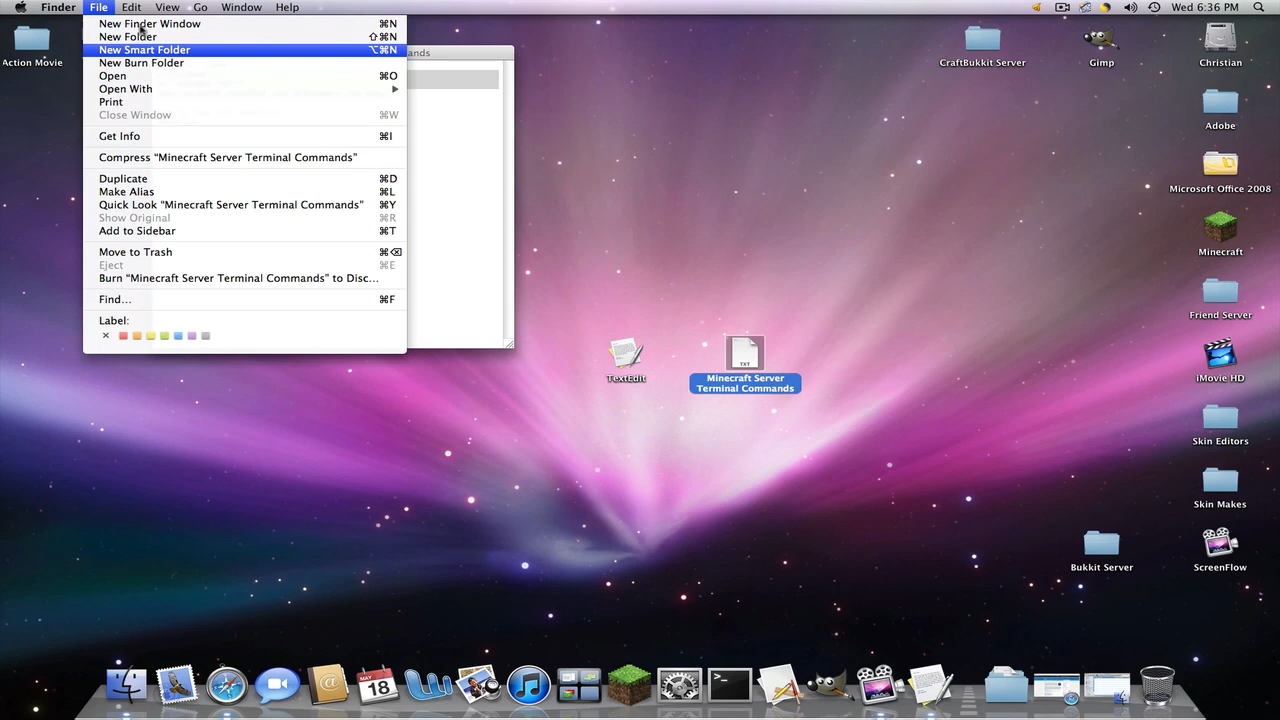 Finder File Edit View Go Window Help Wed 6:36 PM
New Finder Window ⌘N
New Folder ⇧⌘N
New Smart Folder ⌥⌘N
New Burn Folder
Open ⌘O
Open With ▶
Print
Close Window ⌘W
Get Info ⌘I
Compress “Minecraft Server Terminal Commands”
Duplicate ⌘D
Make Alias ⌘L
Quick Look “Minecraft Server Terminal Commands” ⌘Y
Show Original ⌘R
Add to Sidebar ⌘T
Move to Trash ⌘⌫
Eject ⌘E
Burn “Minecraft Server Terminal Commands” to Disc...
Find... ⌘F
Label:
Action Movie
TextEdit
TXT
Minecraft Server
Terminal Commands
CraftBukkit Server
Gimp
Christian
Adobe
Microsoft Office 2008
Minecraft
Friend Server
iMovie HD
Skin Editors
Skin Makes
Bukkit Server
ScreenFlow
MAY
18